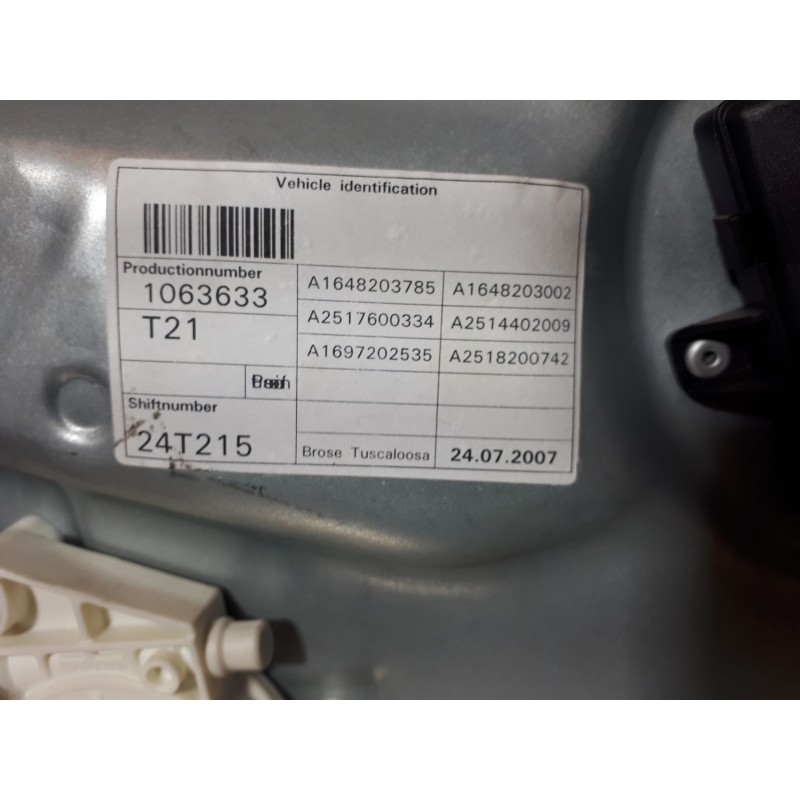 Vehicle identification
Productionnumber
1063633
T21
A1648203785 A1648203002
A2517600334 A2514402009
A1697202535 A2518200742
Shiftnumber
24T215
Brose Tuscaloosa 24.07.2007